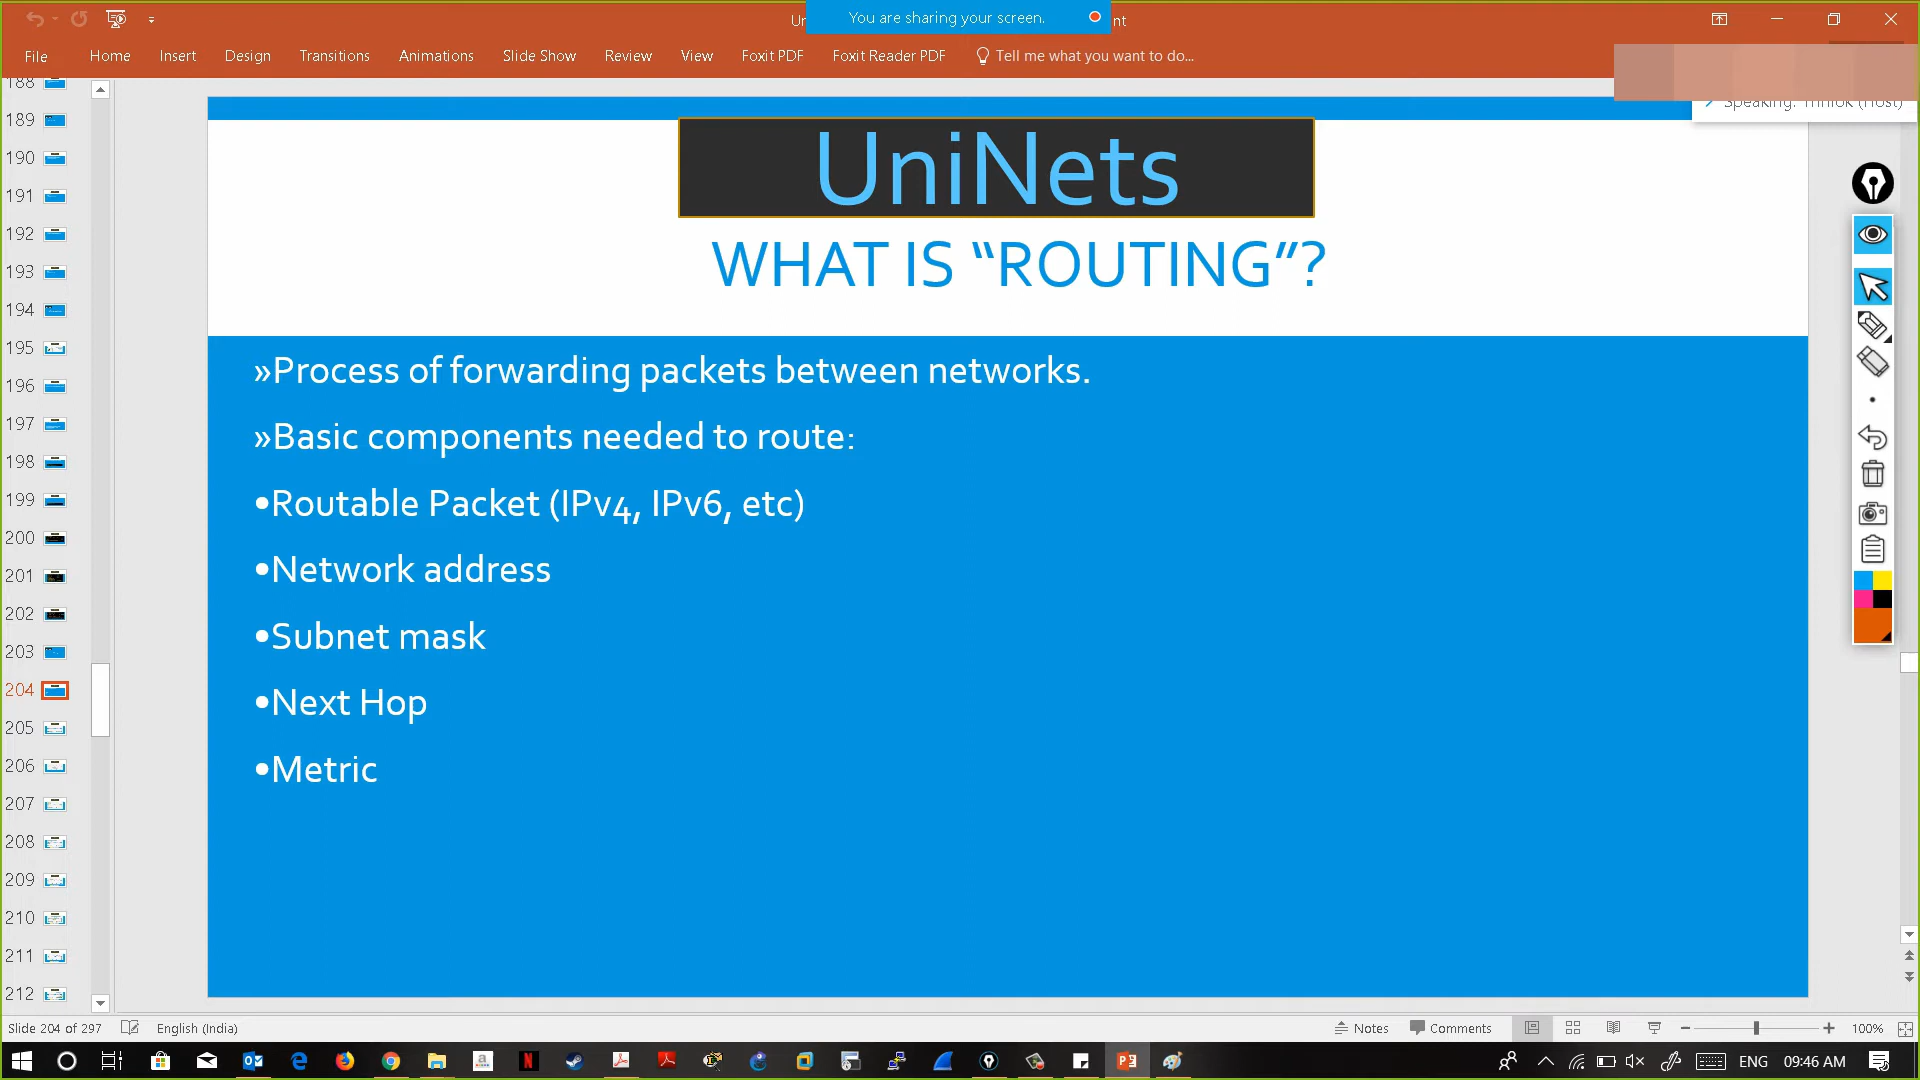 You are sharing your screen.
Un
nt
File
Home
Insert
Design
Transitions
Animations
Slide Show
Review
View
Foxit PDF
Foxit Reader PDF
Tell me what you want to do...
188
189
190
191
192
193
194
195
196
197
198
199
200
201
202
203
204
205
206
207
208
209
210
211
212
UniNets
WHAT IS “ROUTING”?
»Process of forwarding packets between networks.
»Basic components needed to route:
•Routable Packet (IPv4, IPv6, etc)
•Network address
•Subnet mask
•Next Hop
•Metric
Slide 204 of 297
English (India)
Notes
Comments
100%
ENG
09:46 AM